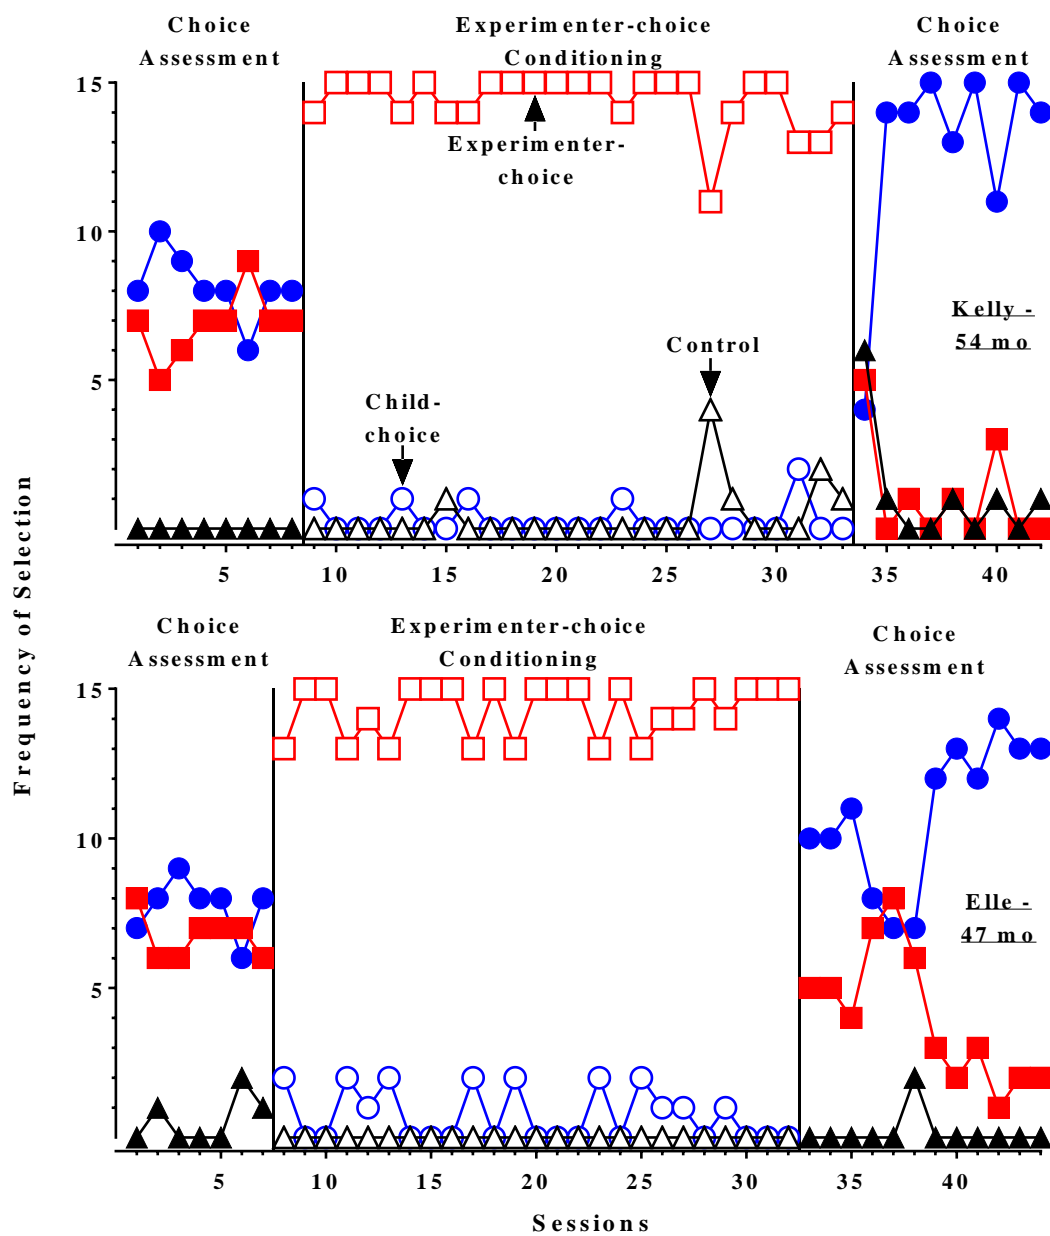 Choice
Assessment
Experimenter-choice
Conditioning
Choice
Assessment
15
10
5
Experimenter-
choice
Child-
choice
Control
Kelly -
54 mo
5
10
15
20
25
30
35
40
Frequency of Selection
Choice
Assessment
Experimenter-choice
Conditioning
Choice
Assessment
15
10
5
Elle -
47 mo
5
10
15
20
25
30
35
40
Sessions